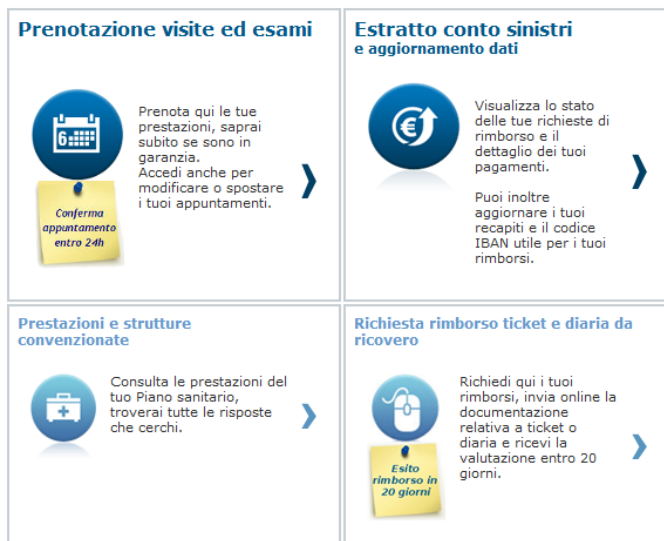 Prenotazione visite ed esami
Prenota qui le tue
prestazioni, saprai
subito se sono in
garanzia.
Accedi anche per
modificare o spostare
i tuoi appuntamenti.
6
Conferma
appuntamento
entro 24h
Estratto conto sinistri
e aggiornamento dati
€
Visualizza lo stato
delle tue richieste di
rimborso e il
dettaglio dei tuoi
pagamenti.
Puoi inoltre
aggiornare i tuoi
recapiti e il codice
IBAN utile per i tuoi
rimborsi.
Prestazioni e strutture
convenzionate
Consulta le prestazioni del
tuo Piano sanitario,
troverai tutte le risposte
che cerchi.
Richiesta rimborso ticket e diaria da
ricovero
Richiedi qui i tuoi
rimborsi, invia online la
documentazione
relativa a ticket o
diaria e ricevi la
valutazione entro 20
giorni.
Esito
rimborso in
20 giorni